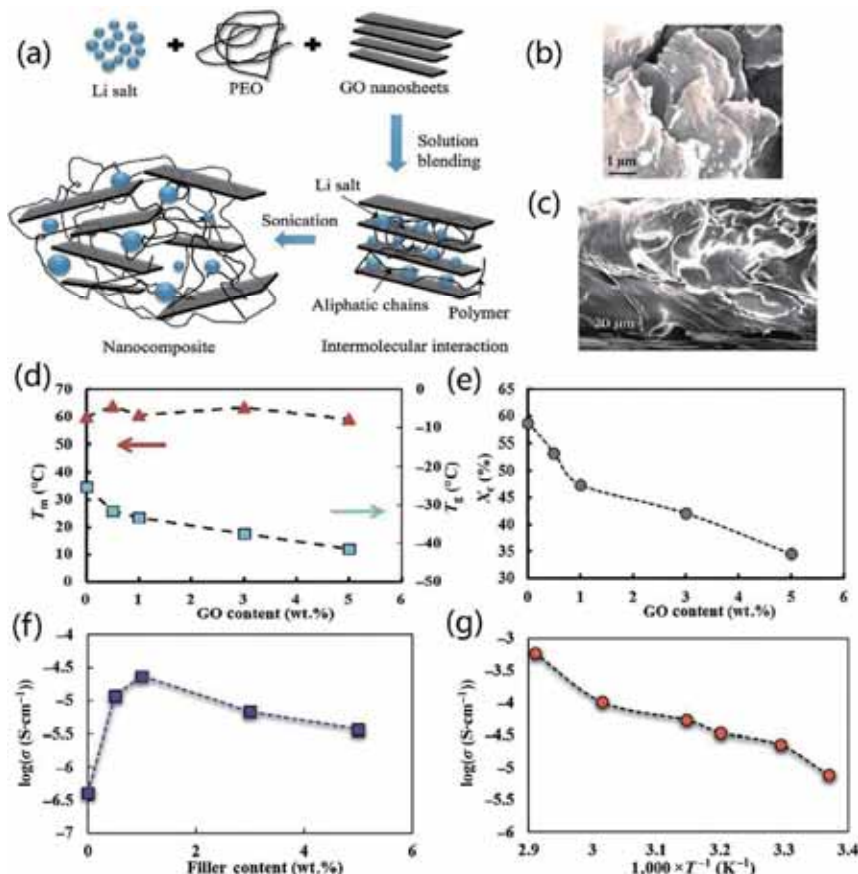 (a)
Li salt
PEO
GO nanosheets
Solution
blending
Li salt
Sonication
Aliphatic chains
Polymer
Nanocomposite
Intermolecular interaction
(b)
1 μm
(c)
20 μm
(d)
70
60
50
40
30
20
10
0
Tm (°C)
0
−10
−20
−30
−40
−50
Tg (°C)
0 1 2 3 4 5 6
GO content (wt.%)
(e)
65
60
55
50
45
40
35
30
Xc (%)
0 1 2 3 4 5 6
GO content (wt.%)
(f)
−4
−4.5
−5
−5.5
−6
−6.5
−7
log(σ (S·cm⁻¹))
0 2 4 6
Filler content (wt.%)
(g)
−3
−3.5
−4
−4.5
−5
−5.5
−6
log(σ (S·cm⁻¹))
2.9 3 3.1 3.2 3.3 3.4
1,000 × T⁻¹ (K⁻¹)